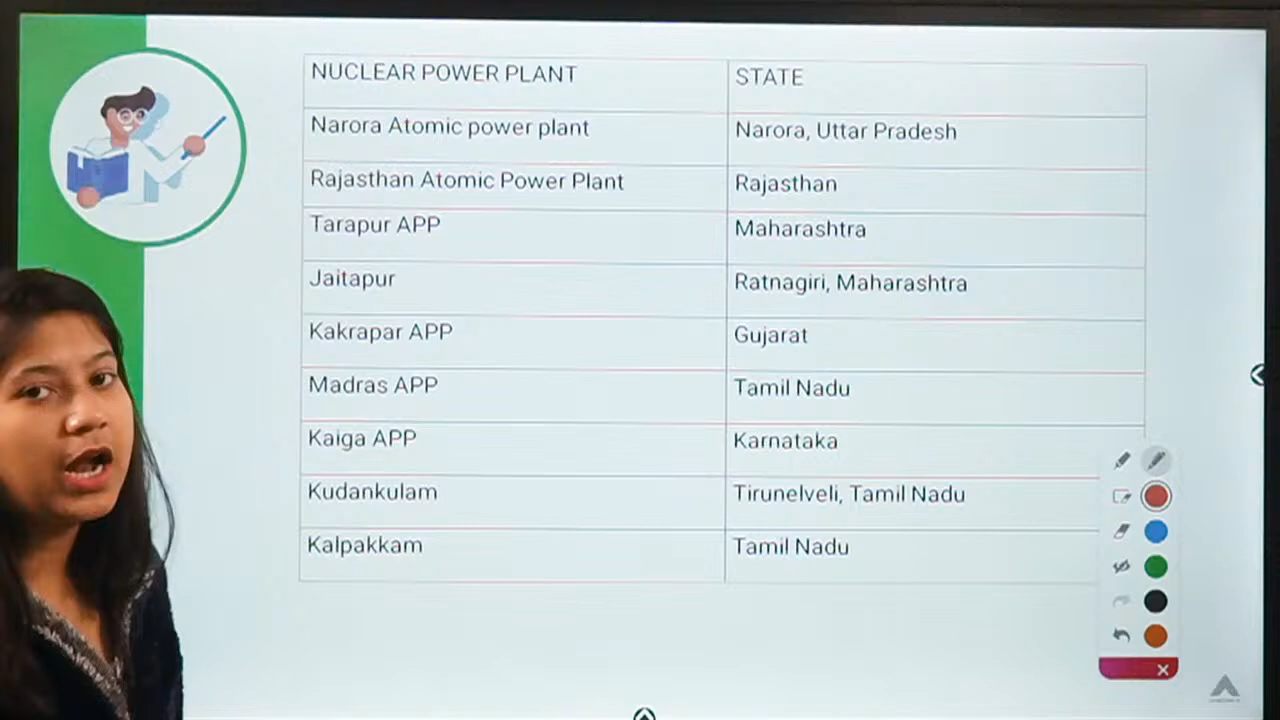 NUCLEAR POWER PLANT STATE
Narora Atomic power plant Narora, Uttar Pradesh
Rajasthan Atomic Power Plant Rajasthan
Tarapur APP Maharashtra
Jaitapur Ratnagiri, Maharashtra
Kakrapar APP Gujarat
Madras APP Tamil Nadu
Kaiga APP Karnataka
Kudankulam Tirunelveli, Tamil Nadu
Kalpakkam Tamil Nadu